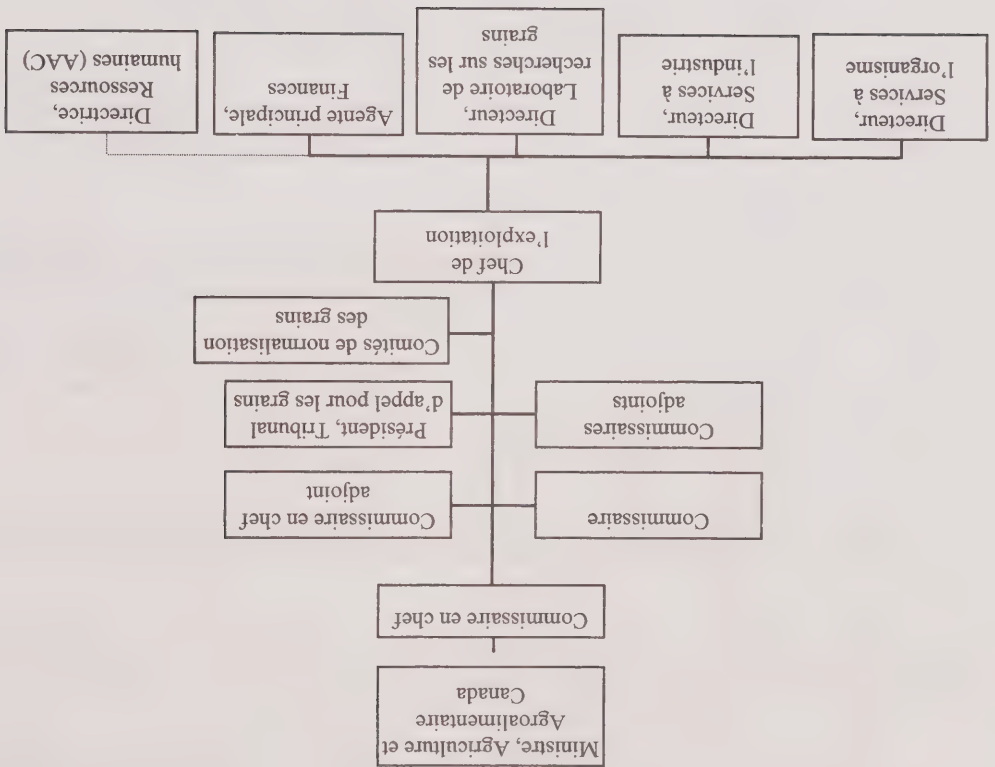 Ministre, Agriculture et
Agroalimentaire
Canada
Commissaire en chef
Commissaire
Commissaire en chef
adjoint
Commissaires
adjoints
Président, Tribunal
d'appel pour les grains
Comités de normalisation
des grains
Chef de
l'exploitation
Directeur,
Services à
l'organisme
Directeur,
Services à
l'industrie
Directeur,
Laboratoire de
recherches sur les
grains
Agente principale,
Finances
Directrice,
Ressources
humaines (AAC)